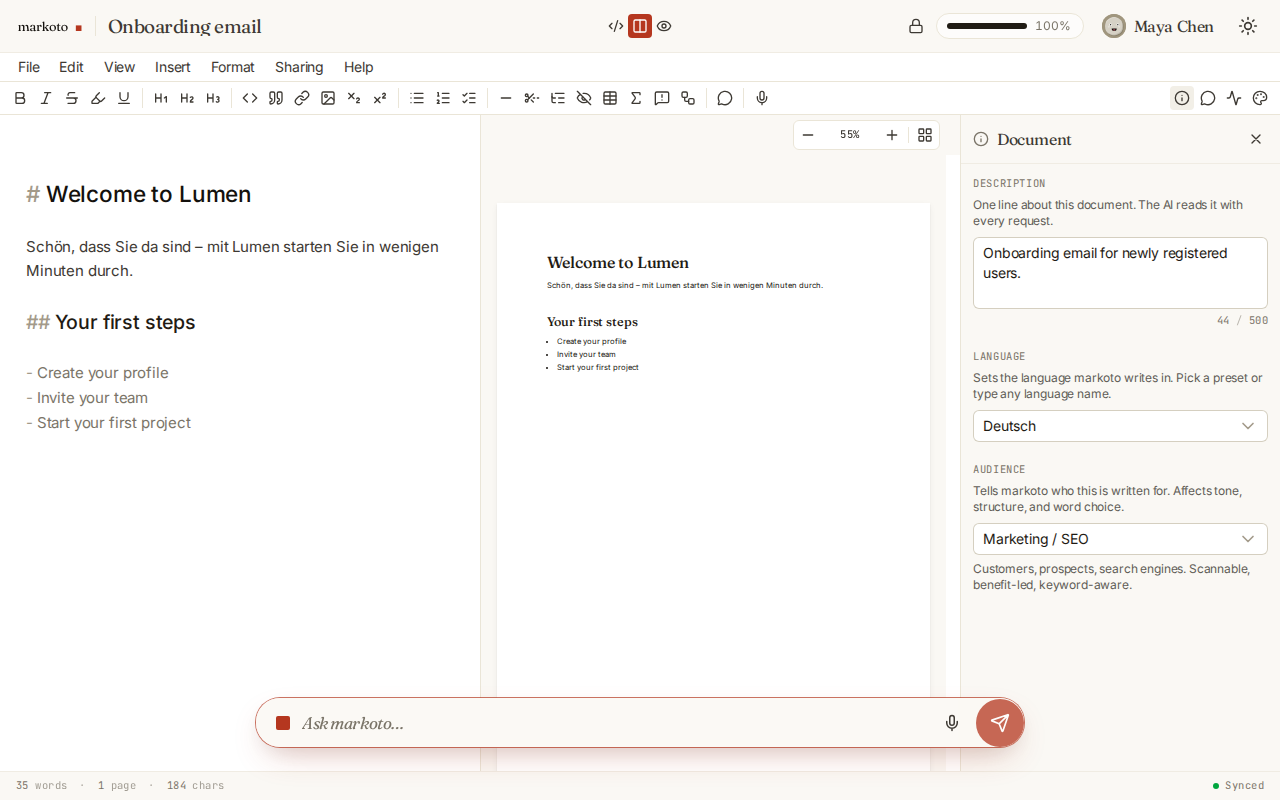 markoto
Onboarding email
100%
Maya Chen
File Edit View Insert Format Sharing Help
H1 H2 H3
55%
# Welcome to Lumen
Schön, dass Sie da sind – mit Lumen starten Sie in wenigen
Minuten durch.
## Your first steps
- Create your profile
- Invite your team
- Start your first project
Welcome to Lumen
Schön, dass Sie da sind – mit Lumen starten Sie in wenigen Minuten durch.
Your first steps
• Create your profile
• Invite your team
• Start your first project
Document
DESCRIPTION
One line about this document. The AI reads it with
every request.
Onboarding email for newly registered
users.
44 / 500
LANGUAGE
Sets the language markoto writes in. Pick a preset or
type any language name.
Deutsch
AUDIENCE
Tells markoto who this is written for. Affects tone,
structure, and word choice.
Marketing / SEO
Customers, prospects, search engines. Scannable,
benefit-led, keyword-aware.
Ask markoto...
35 words · 1 page · 184 chars
Synced